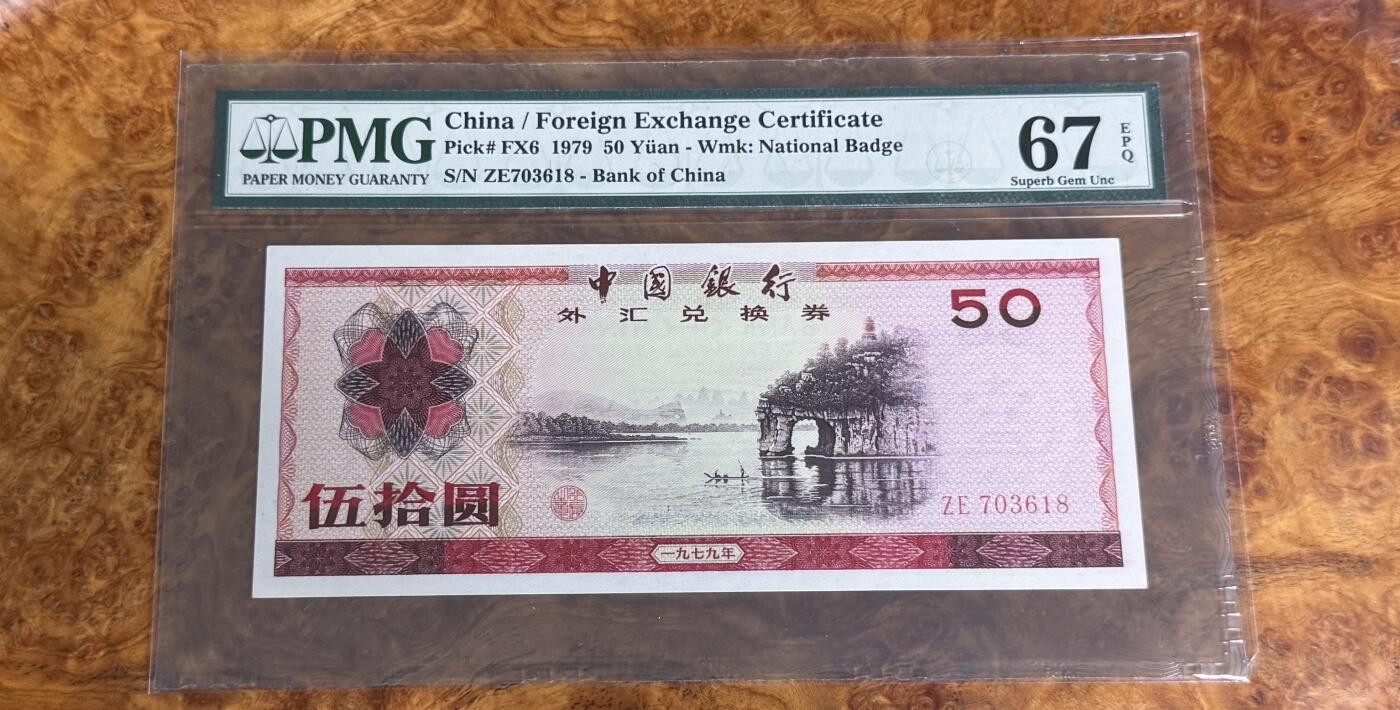 PMG
PAPER MONEY GUARANTY
China / Foreign Exchange Certificate
Pick# FX6 1979 50 Yüan - Wmk: National Badge
S/N ZE703618 - Bank of China
67
EPQ
Superb Gem Unc
中國銀行
外汇兑换券
50
伍拾圆
ZE 703618
一九七九年